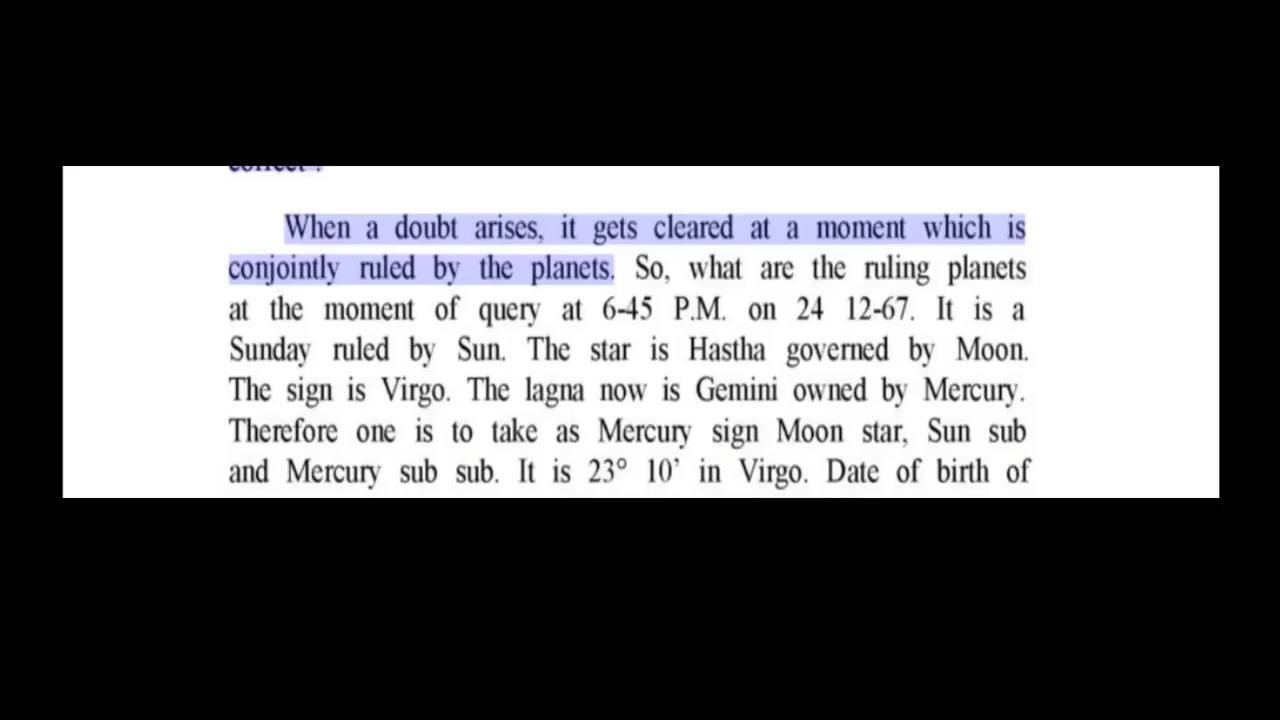 When a doubt arises, it gets cleared at a moment which is
conjointly ruled by the planets. So, what are the ruling planets
at the moment of query at 6-45 P.M. on 24 12-67. It is a
Sunday ruled by Sun. The star is Hastha governed by Moon.
The sign is Virgo. The lagna now is Gemini owned by Mercury.
Therefore one is to take as Mercury sign Moon star, Sun sub
and Mercury sub sub. It is 23° 10’ in Virgo. Date of birth of